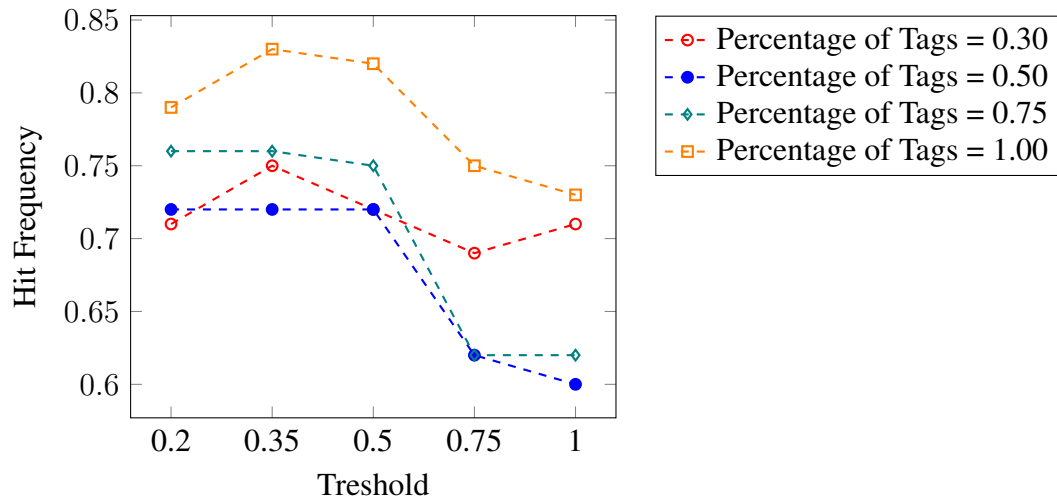 0.85
0.8
0.75
0.7
0.65
0.6
Hit Frequency
0.2 0.35 0.5 0.75 1
Treshold
Percentage of Tags = 0.30
Percentage of Tags = 0.50
Percentage of Tags = 0.75
Percentage of Tags = 1.00